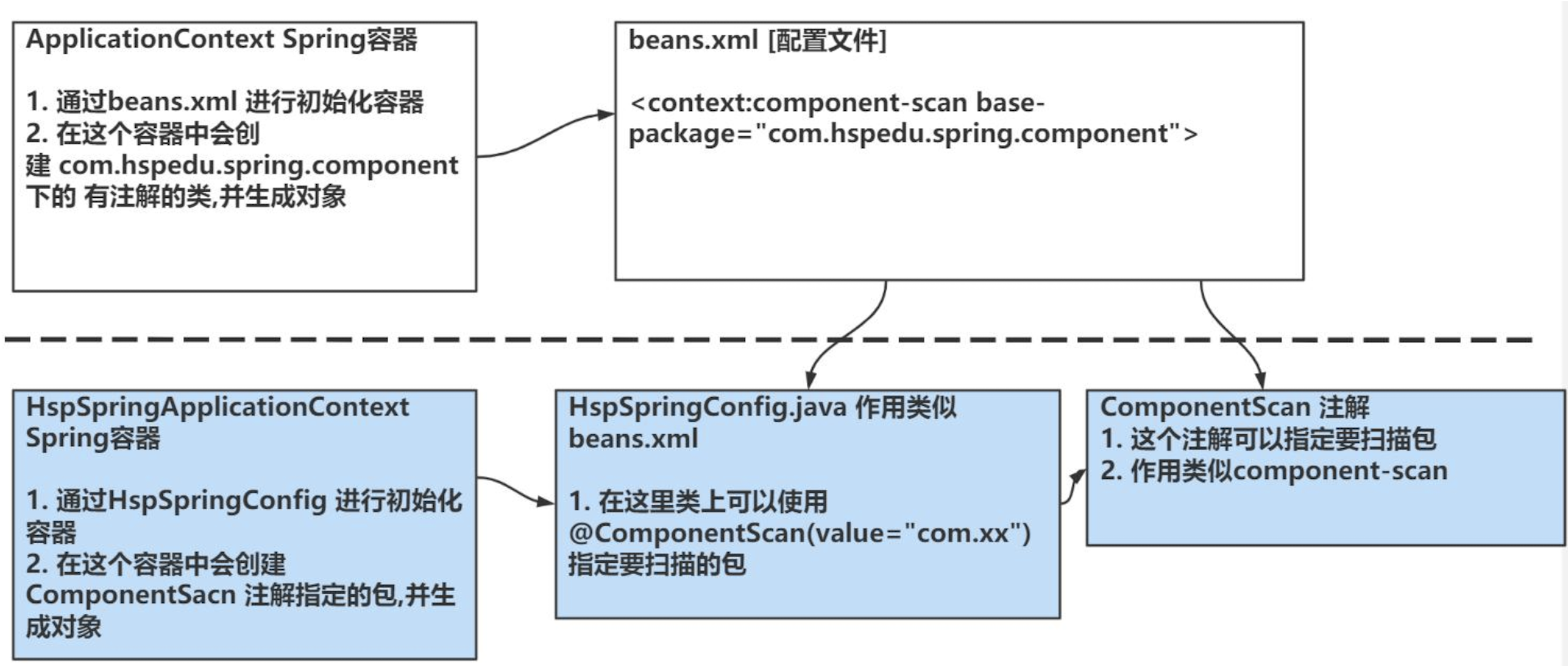 ApplicationContext Spring容器
1. 通过beans.xml 进行初始化容器
2. 在这个容器中会创
建 com.hspedu.spring.component
下的 有注解的类,并生成对象
beans.xml [配置文件]
<context:component-scan base-
package="com.hspedu.spring.component">
HspSpringApplicationContext
Spring容器
1. 通过HspSpringConfig 进行初始化
容器
2. 在这个容器中会创建
ComponentSacn 注解指定的包,并生
成对象
HspSpringConfig.java 作用类似
beans.xml
1. 在这里类上可以使用
@ComponentScan(value="com.xx")
指定要扫描的包
ComponentScan 注解
1. 这个注解可以指定要扫描包
2. 作用类似component-scan